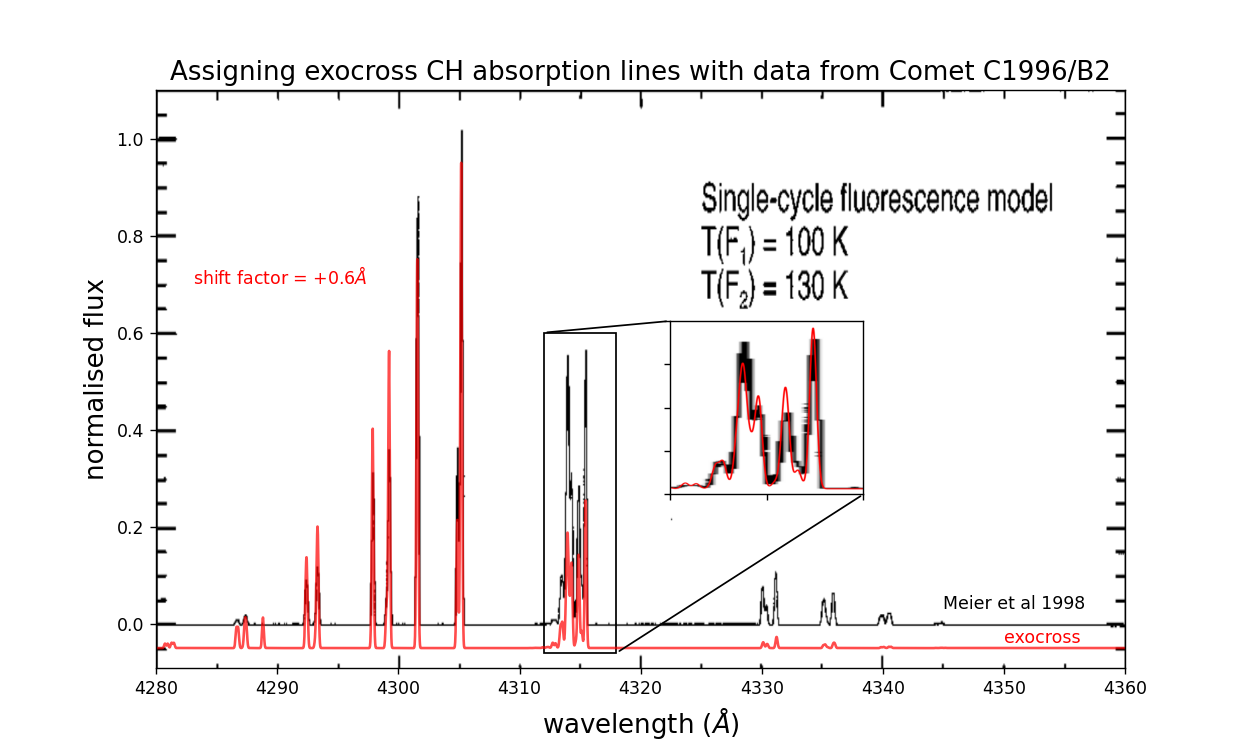 Assigning exocross CH absorption lines with data from Comet C1996/B2
normalised flux
1.0
0.8
0.6
0.4
0.2
0.0
shift factor = +0.6Å
Single-cycle fluorescence model
T(F₁) = 100 K
T(F₂) = 130 K
Meier et al 1998
exocross
4280 4290 4300 4310 4320 4330 4340 4350 4360
wavelength (Å)